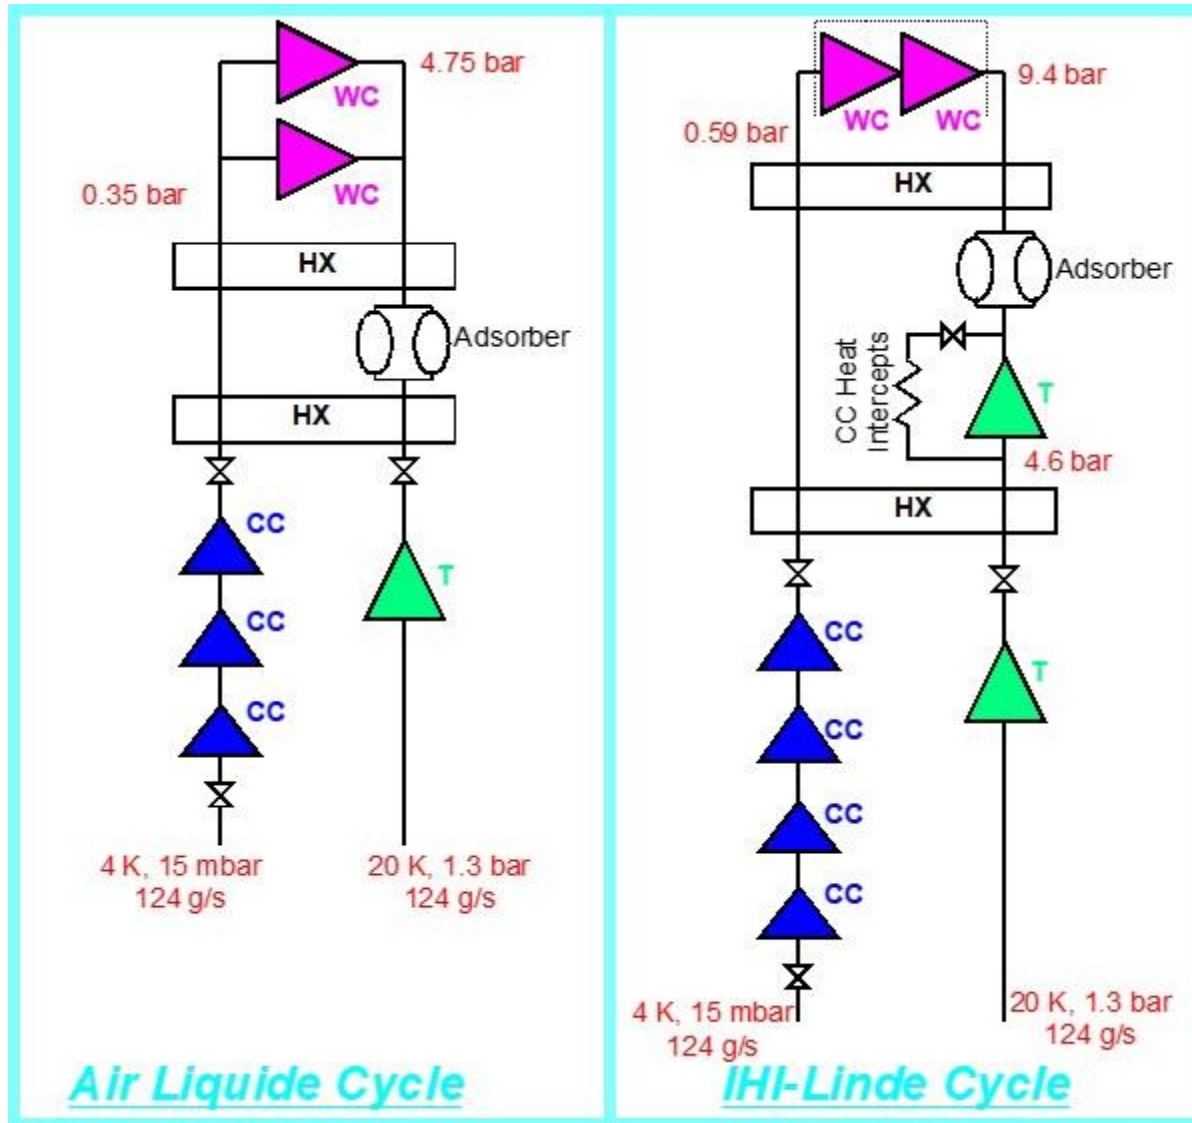 4.75 bar
WC
WC
0.35 bar
HX
Adsorber
HX
CC
T
CC
CC
4 K, 15 mbar
124 g/s
20 K, 1.3 bar
124 g/s
Air Liquide Cycle
9.4 bar
WC
WC
0.59 bar
HX
Adsorber
CC Heat
Intercepts
T
4.6 bar
HX
CC
T
CC
CC
CC
4 K, 15 mbar
124 g/s
20 K, 1.3 bar
124 g/s
IHI-Linde Cycle